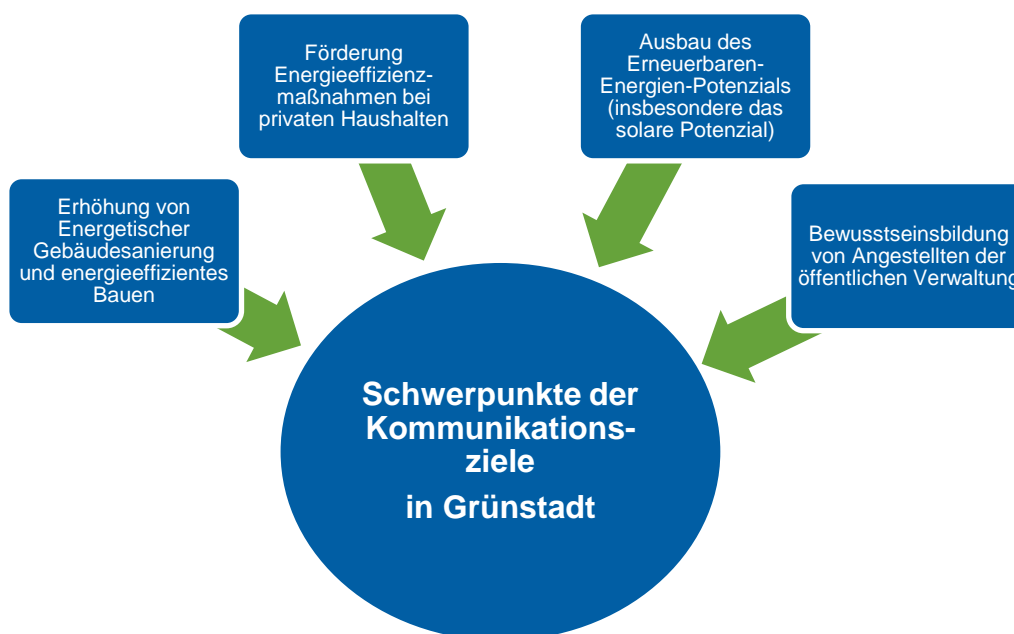 Förderung
Energieeffizienz-
maßnahmen bei
privaten Haushalten
Ausbau des
Erneuerbaren-
Energien-Potenzials
(insbesondere das
solare Potenzial)
Erhöhung von
Energetischer
Gebäudesanierung
und energieeffizientes
Bauen
Bewusstseinsbildung
von Angestellten der
öffentlichen Verwaltung
Schwerpunkte der
Kommunikations-
ziele
in Grünstadt